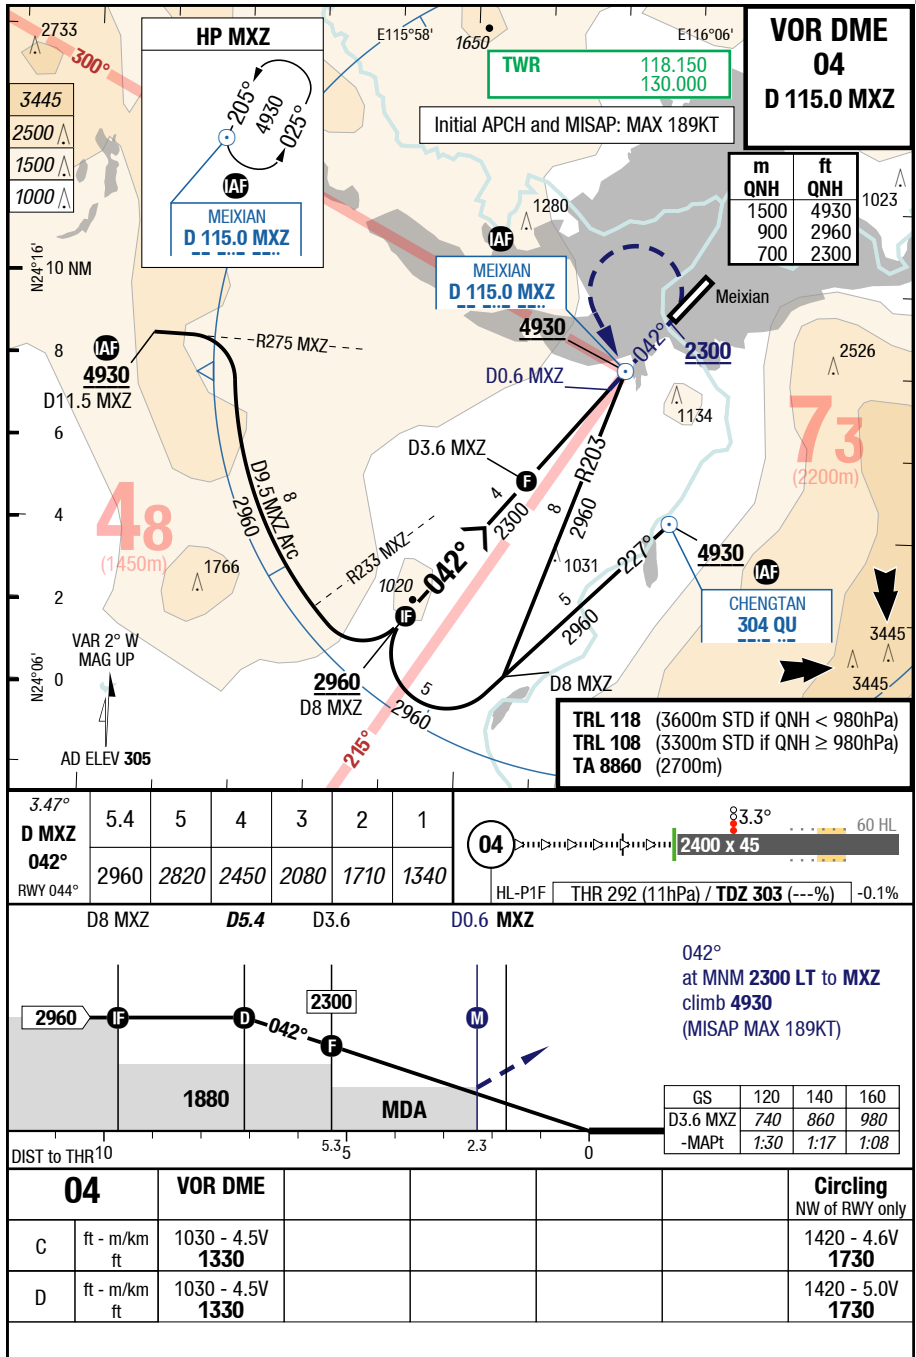 2733
300°
HP MXZ
205°
4930
025°
IAF
MEIXIAN
D 115.0 MXZ
E115°58'
1650
E116°06'
TWR 118.150
130.000
Initial APCH and MISAP: MAX 189KT
VOR DME
04
D 115.0 MXZ
m ft
QNH QNH
1500 4930
900 2960
700 2300
1023
3445
2500
1500
1000
N24°16'
10 NM
8
6
4
2
0
N24°06'
1280
IAF
MEIXIAN
D 115.0 MXZ
4930
Meixian
042°
2300
D0.6 MXZ
2526
1134
73
(2200m)
IAF
4930
D11.5 MXZ
R275 MXZ
D3.6 MXZ
F
R203
8
2960
4
2300
D9.5 MXZ Arc
8
2960
48
(1450m)
1766
R233 MXZ
1020
042°
IF
1031
227°
5
2960
4930
IAF
CHENGTAN
304 QU
3445
3445
2960
D8 MXZ
5
2960
D8 MXZ
215°
VAR 2° W
MAG UP
AD ELEV 305
TRL 118 (3600m STD if QNH < 980hPa)
TRL 108 (3300m STD if QNH ≥ 980hPa)
TA 8860 (2700m)
3.47°
D MXZ
042°
RWY 044°
5.4 5 4 3 2 1
2960 2820 2450 2080 1710 1340
04
3.3°
60 HL
2400 x 45
HL-P1F
THR 292 (11hPa) / TDZ 303 (---%)
-0.1%
D8 MXZ D5.4 D3.6 D0.6 MXZ
2960
IF
D
042°
2300
F
M
1880
MDA
042°
at MNM 2300 LT to MXZ
climb 4930
(MISAP MAX 189KT)
GS 120 140 160
D3.6 MXZ 740 860 980
-MAPt 1:30 1:17 1:08
DIST to THR 10 5.3 5 2.3 0
04 VOR DME Circling
NW of RWY only
C ft - m/km 1030 - 4.5V 1420 - 4.6V
ft 1330 1730
D ft - m/km 1030 - 4.5V 1420 - 5.0V
ft 1330 1730